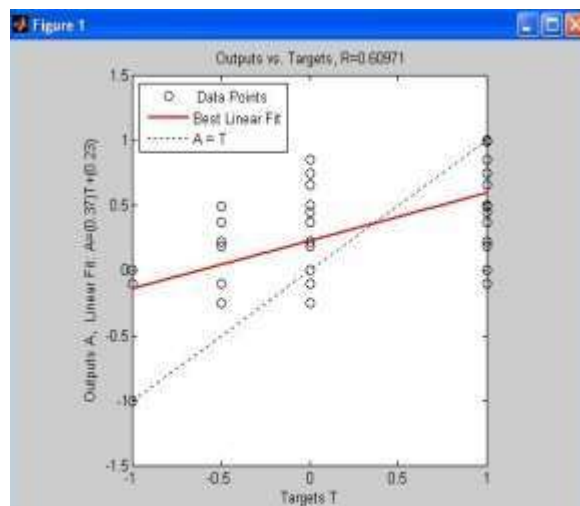 Figure 1
Outputs vs. Targets, R=0.60971
Data Points
Best Linear Fit
A = T
Outputs A, Linear Fit: A=(0.37)T+(0.23)
1.5
1
0.5
0
-0.5
-1
-1.5
-1
-0.5
0
0.5
1
Targets T